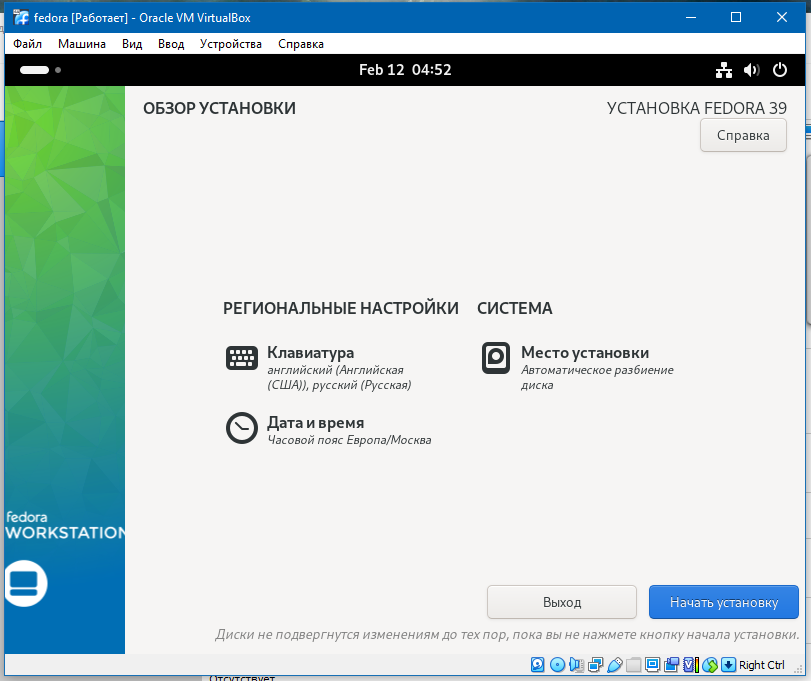 fedora [Работает] - Oracle VM VirtualBox
Файл Машина Вид Ввод Устройства Справка
Feb 12 04:52
ОБЗОР УСТАНОВКИ
УСТАНОВКА FEDORA 39
Справка
РЕГИОНАЛЬНЫЕ НАСТРОЙКИ
СИСТЕМА
Клавиатура
английский (Английская
(США)), русский (Русская)
Место установки
Автоматическое разбиение
диска
Дата и время
Часовой пояс Европа/Москва
fedora
WORKSTATION
Выход
Начать установку
Диски не подвергнутся изменениям до тех пор, пока вы не нажмете кнопку начала установки.
Right Ctrl
Отсутствует